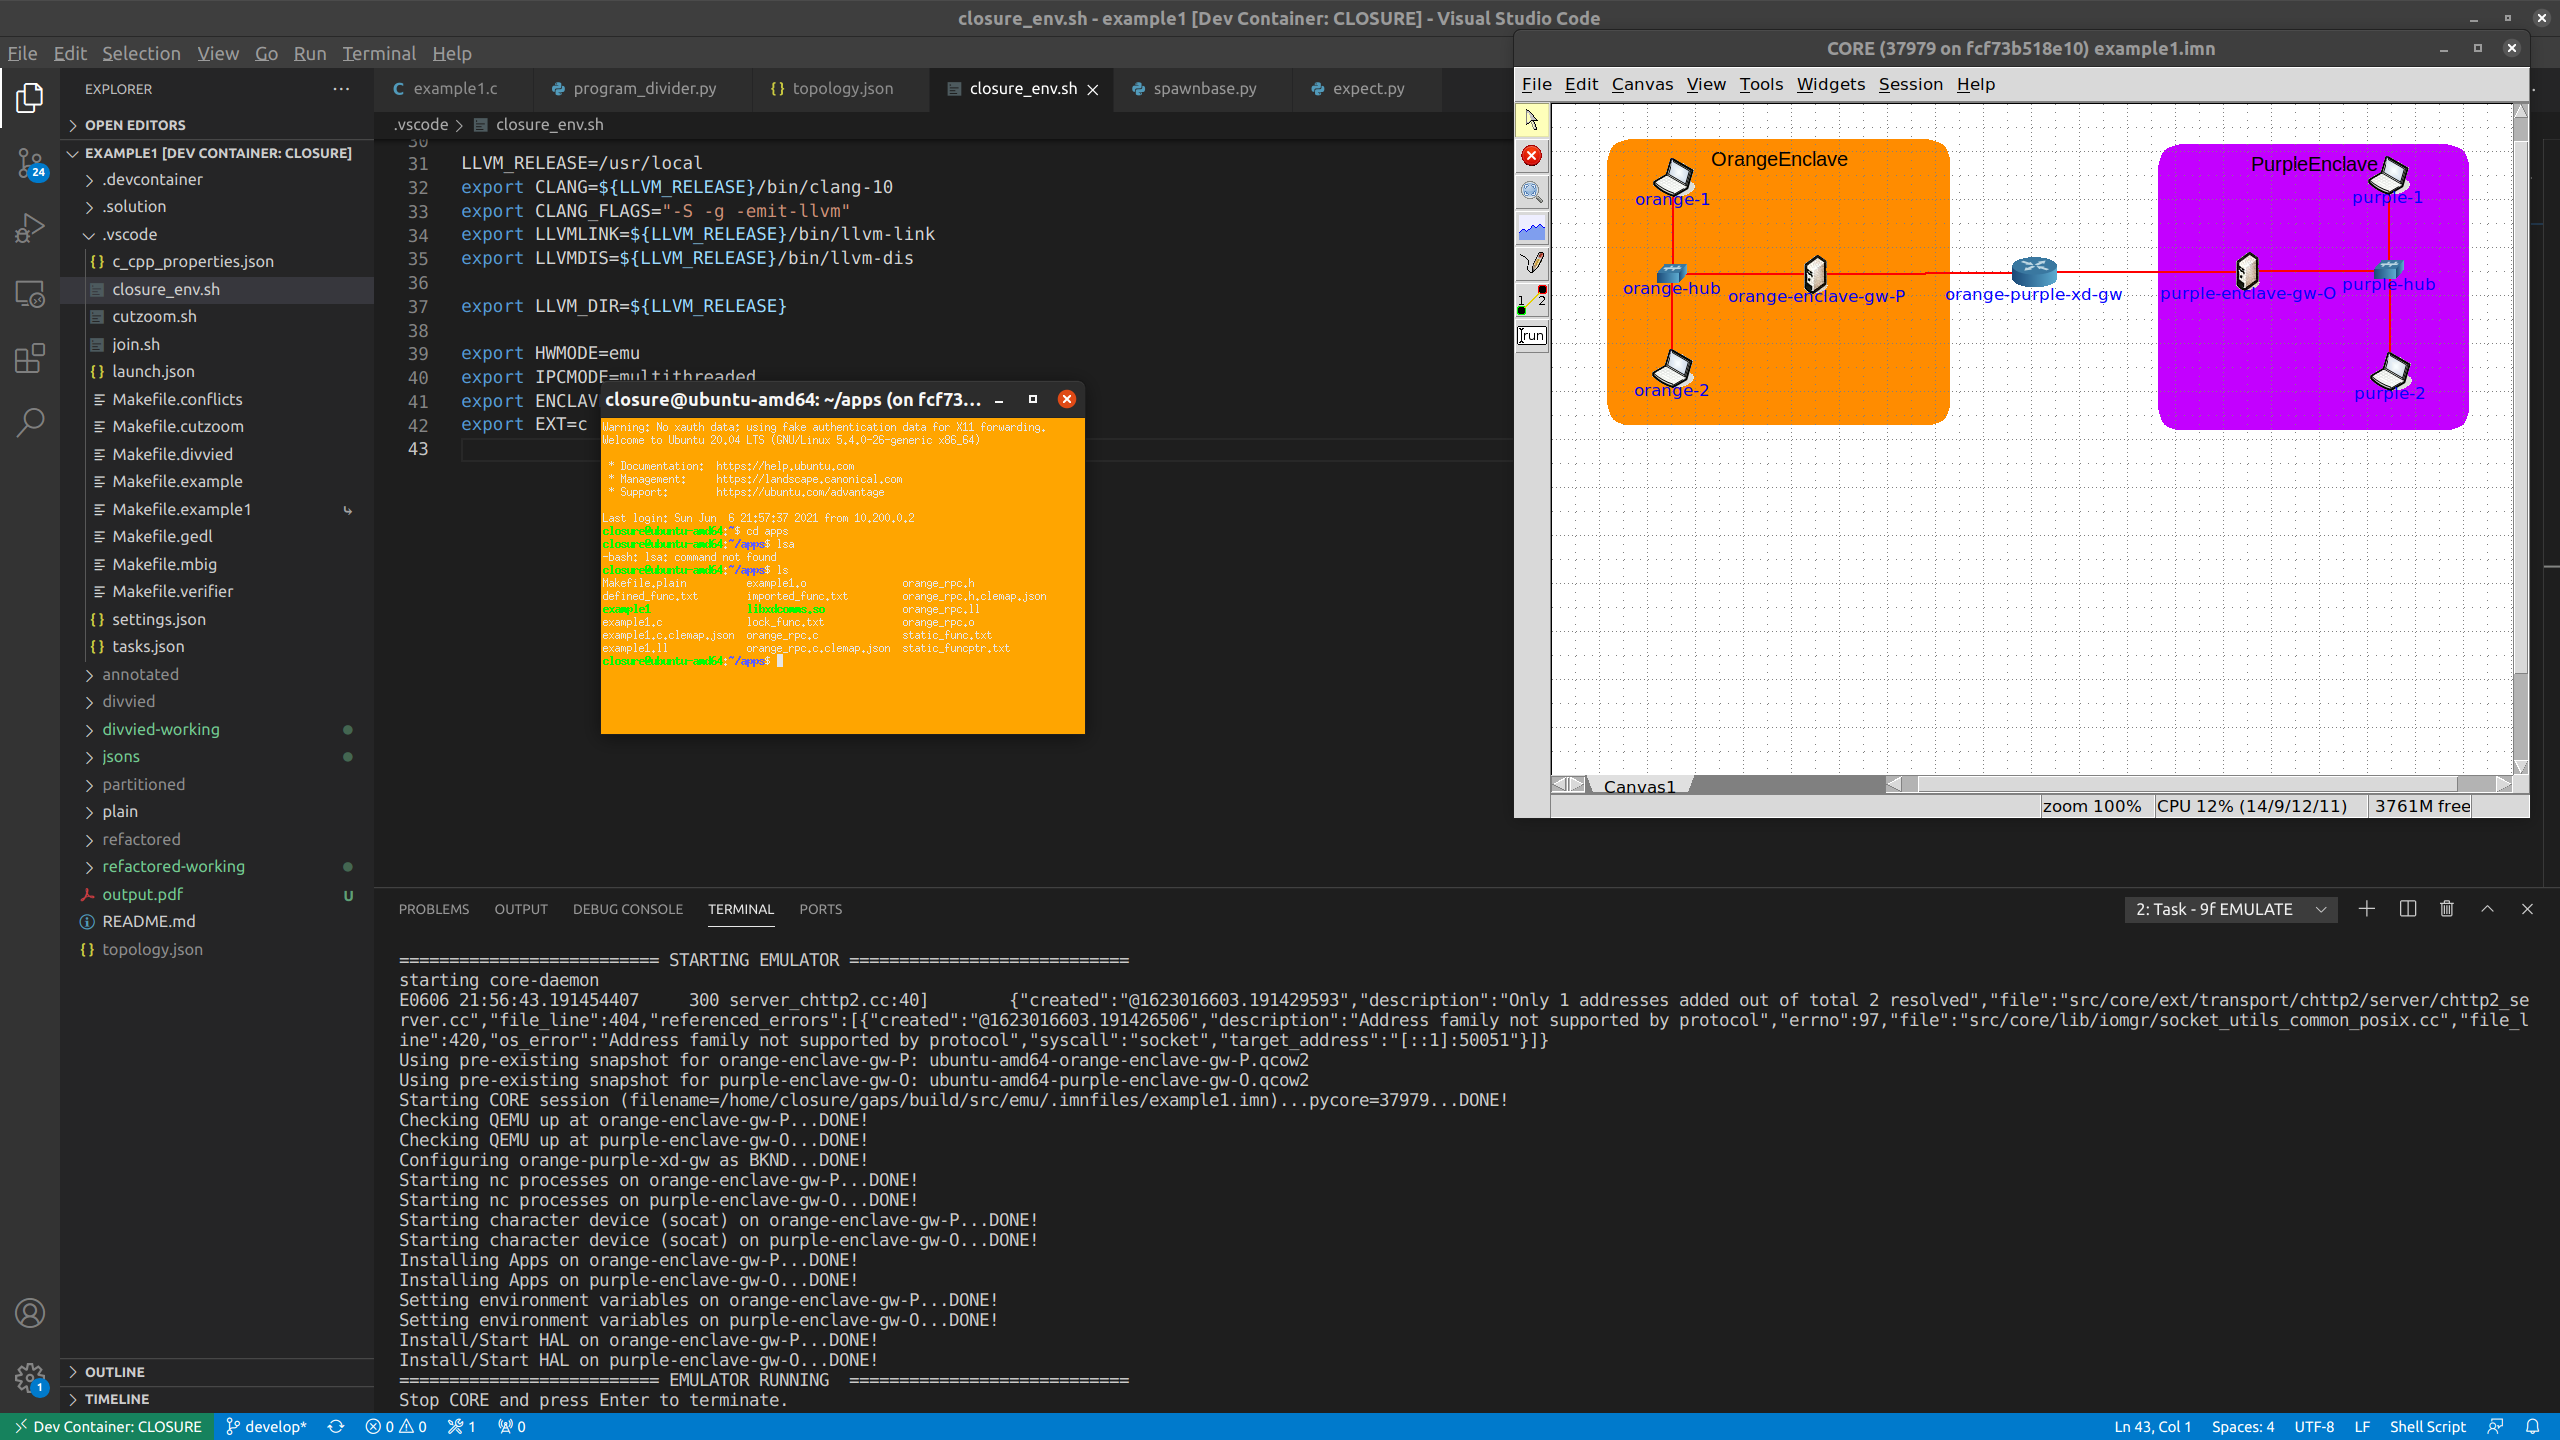 closure_env.sh - example1 [Dev Container: CLOSURE] - Visual Studio Code
File Edit Selection View Go Run Terminal Help
EXPLORER
OPEN EDITORS
EXAMPLE1 [DEV CONTAINER: CLOSURE]
.devcontainer
.solution
.vscode
c_cpp_properties.json
closure_env.sh
cutzoom.sh
join.sh
launch.json
Makefile.conflicts
Makefile.cutzoom
Makefile.divvied
Makefile.example
Makefile.example1
Makefile.gedl
Makefile.mbig
Makefile.verifier
settings.json
tasks.json
annotated
divvied
divvied-working
jsons
partitioned
plain
refactored
refactored-working
output.pdf U
README.md
topology.json
OUTLINE
TIMELINE
24
1
example1.c program_divider.py topology.json closure_env.sh spawnbase.py expect.py
.vscode > closure_env.sh
30
31 LLVM_RELEASE=/usr/local
32 export CLANG=${LLVM_RELEASE}/bin/clang-10
33 export CLANG_FLAGS="-S -g -emit-llvm"
34 export LLVMLINK=${LLVM_RELEASE}/bin/llvm-link
35 export LLVMDIS=${LLVM_RELEASE}/bin/llvm-dis
36
37 export LLVM_DIR=${LLVM_RELEASE}
38
39 export HWMODE=emu
40 export IPCMODE=multithreaded
41 export ENCLAV
42 export EXT=c
43
closure@ubuntu-amd64: ~/apps (on fcf73...
Warning: No xauth data; using fake authentication data for X11 forwarding.
Welcome to Ubuntu 20.04 LTS (GNU/Linux 5.4.0-26-generic x86_64)
* Documentation: https://help.ubuntu.com
* Management: https://landscape.canonical.com
* Support: https://ubuntu.com/advantage
Last login: Sun Jun 6 21:57:37 2021 from 10.200.0.2
closure@ubuntu-amd64:~$ cd apps
closure@ubuntu-amd64:~/apps$ lsa
-bash: lsa: command not found
closure@ubuntu-amd64:~/apps$ ls
Makefile.plain example1.o orange_rpc.h
defined_func.txt imported_func.txt orange_rpc.h.clemap.json
example1 libxdcomms.so orange_rpc.ll
example1.c lock_func.txt orange_rpc.o
example1.c.clemap.json orange_rpc.c static_func.txt
example1.ll orange_rpc.c.clemap.json static_funcptr.txt
closure@ubuntu-amd64:~/apps$
CORE (37979 on fcf73b518e10) example1.imn
File Edit Canvas View Tools Widgets Session Help
1 2
run
OrangeEnclave
orange-1
orange-hub
orange-enclave-gw-P
orange-2
orange-purple-xd-gw
PurpleEnclave
purple-1
purple-enclave-gw-O
purple-hub
purple-2
Canvas1
zoom 100% CPU 12% (14/9/12/11) 3761M free
PROBLEMS OUTPUT DEBUG CONSOLE TERMINAL PORTS
2: Task - 9f EMULATE
========================== STARTING EMULATOR ============================
starting core-daemon
E0606 21:56:43.191454407 300 server_chttp2.cc:40] {"created":"@1623016603.191429593","description":"Only 1 addresses added out of total 2 resolved","file":"src/core/ext/transport/chttp2/server/chttp2_se
rver.cc","file_line":404,"referenced_errors":[{"created":"@1623016603.191426506","description":"Address family not supported by protocol","errno":97,"file":"src/core/lib/iomgr/socket_utils_common_posix.cc","file_l
ine":420,"os_error":"Address family not supported by protocol","syscall":"socket","target_address":"[::1]:50051"}]}
Using pre-existing snapshot for orange-enclave-gw-P: ubuntu-amd64-orange-enclave-gw-P.qcow2
Using pre-existing snapshot for purple-enclave-gw-O: ubuntu-amd64-purple-enclave-gw-O.qcow2
Starting CORE session (filename=/home/closure/gaps/build/src/emu/.imnfiles/example1.imn)...pycore=37979...DONE!
Checking QEMU up at orange-enclave-gw-P...DONE!
Checking QEMU up at purple-enclave-gw-O...DONE!
Configuring orange-purple-xd-gw as BKND...DONE!
Starting nc processes on orange-enclave-gw-P...DONE!
Starting nc processes on purple-enclave-gw-O...DONE!
Starting character device (socat) on orange-enclave-gw-P...DONE!
Starting character device (socat) on purple-enclave-gw-O...DONE!
Installing Apps on orange-enclave-gw-P...DONE!
Installing Apps on purple-enclave-gw-O...DONE!
Setting environment variables on orange-enclave-gw-P...DONE!
Setting environment variables on purple-enclave-gw-O...DONE!
Install/Start HAL on orange-enclave-gw-P...DONE!
Install/Start HAL on purple-enclave-gw-O...DONE!
========================== EMULATOR RUNNING ============================
Stop CORE and press Enter to terminate.
Dev Container: CLOSURE develop* 0 0 1 0 Ln 43, Col 1 Spaces: 4 UTF-8 LF Shell Script